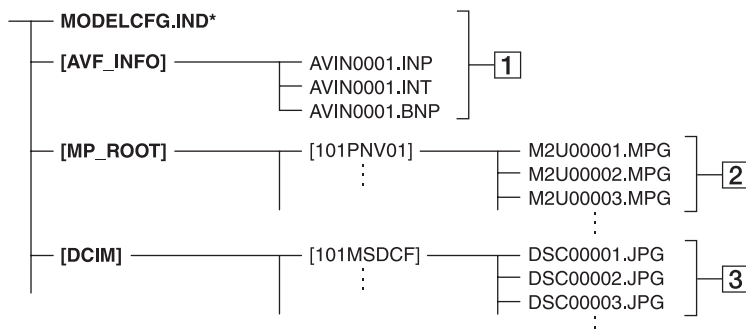 MODELCFG.IND*
[AVF_INFO] AVIN0001.INP
AVIN0001.INT
AVIN0001.BNP
1
[MP_ROOT] [101PNV01] M2U00001.MPG
M2U00002.MPG
M2U00003.MPG
2
[DCIM] [101MSDCF] DSC00001.JPG
DSC00002.JPG
DSC00003.JPG
3